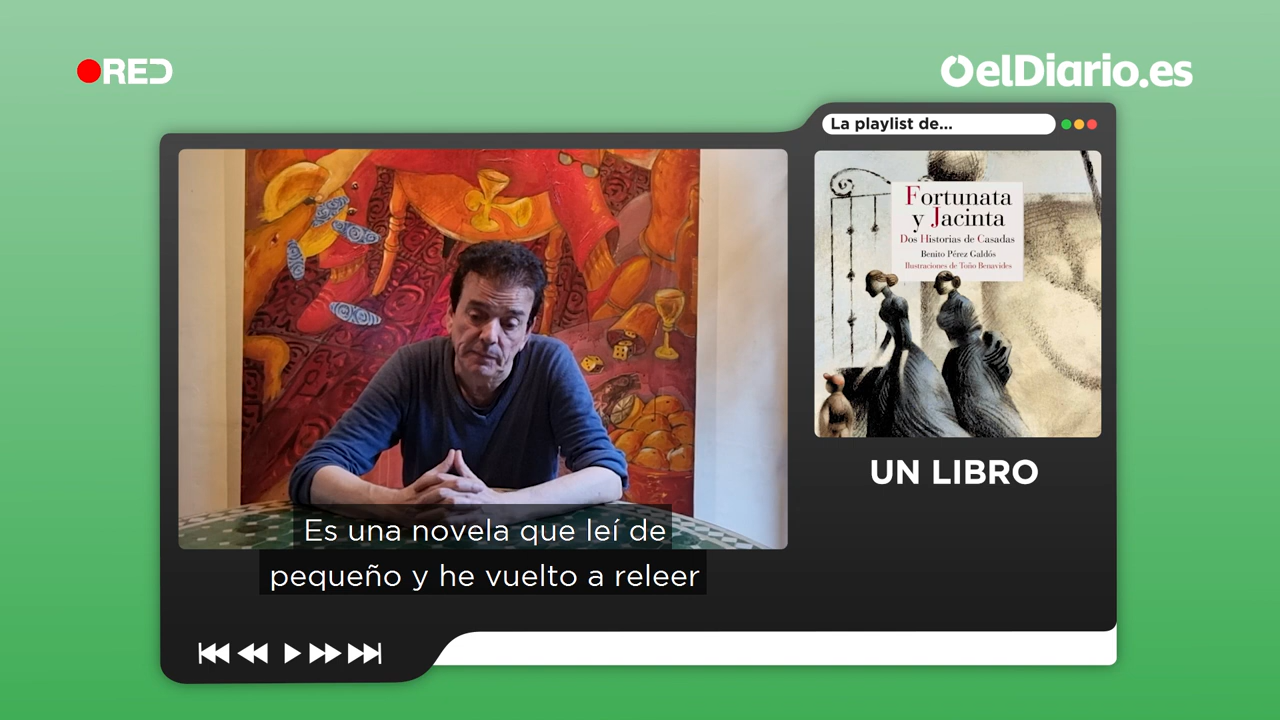 RED
elDiario.es
La playlist de...
Fortunata
y Jacinta
Dos Historias de Casadas
Benito Pérez Galdós
Ilustraciones de Toño Benavides
UN LIBRO
Es una novela que leí de
pequeño y he vuelto a releer